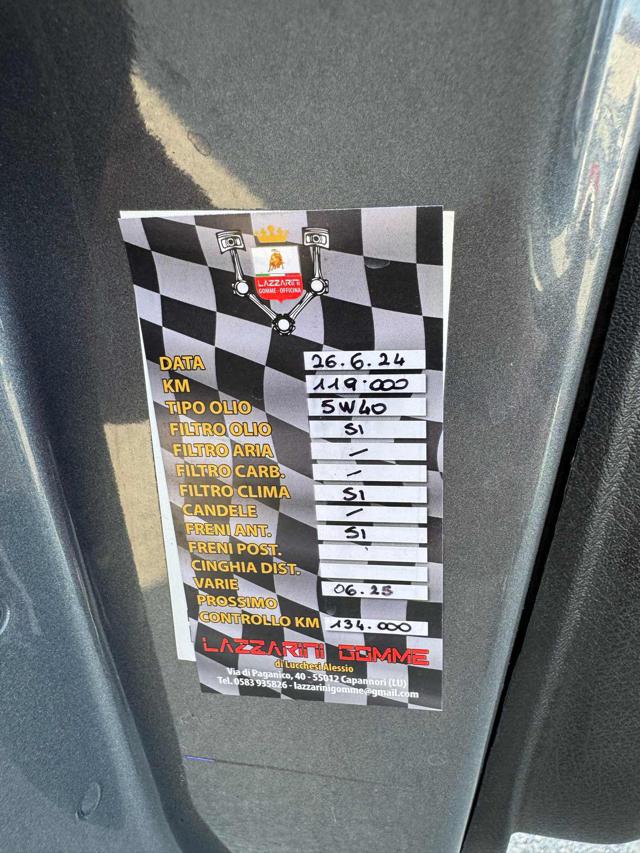 LAZZARINI
GOMME - OFFICINA
DATA 26.6.24
KM 119.000
TIPO OLIO 5W40
FILTRO OLIO SI
FILTRO ARIA /
FILTRO CARB. /
FILTRO CLIMA SI
CANDELE /
FRENI ANT. SI
FRENI POST.
CINGHIA DIST.
VARIE 06.25
PROSSIMO
CONTROLLO KM 134.000
LAZZARINI GOMME
di Lucchesi Alessio
Via di Paganico, 40 - 55012 Capannori (LU)
Tel. 0583 935826 - lazzarinigomme@gmail.com